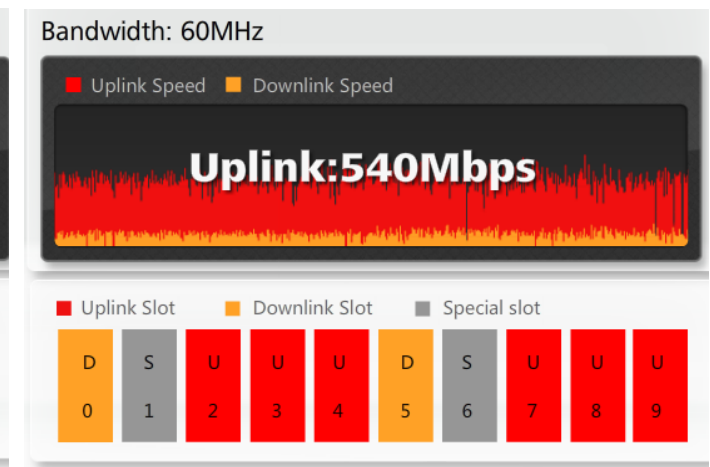 Bandwidth: 60MHz
Uplink Speed Downlink Speed
Uplink:540Mbps
Uplink Slot Downlink Slot Special slot
D S U U U D S U U U
0 1 2 3 4 5 6 7 8 9